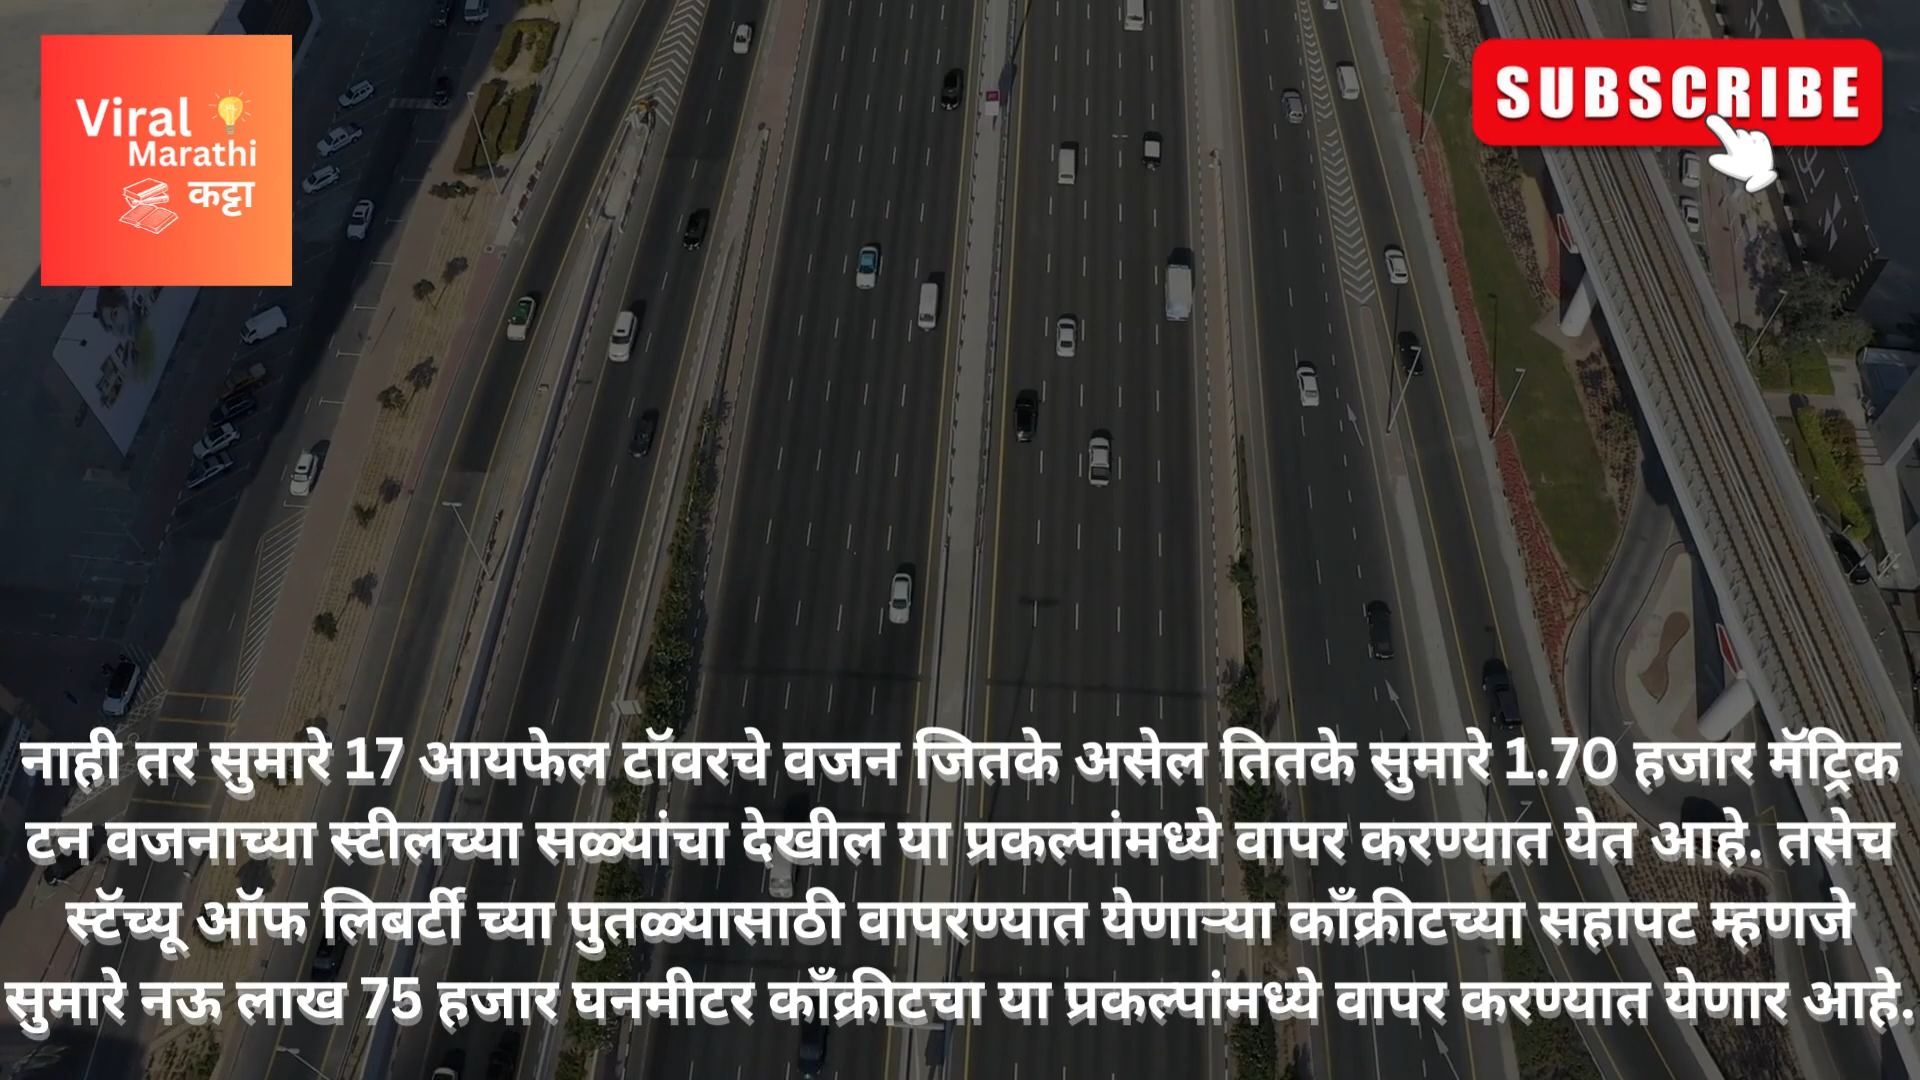 Viral
Marathi
कट्टा
SUBSCRIBE
नाही तर सुमारे 17 आयफेल टॉवरचे वजन जितके असेल तितके सुमारे 1.70 हजार मॅट्रिक
टन वजनाच्या स्टीलच्या सळ्यांचा देखील या प्रकल्पांमध्ये वापर करण्यात येत आहे. तसेच
स्टॅच्यू ऑफ लिबर्टी च्या पुतळ्यासाठी वापरण्यात येणाऱ्या काँक्रीटच्या सहापट म्हणजे
सुमारे नऊ लाख 75 हजार घनमीटर काँक्रीटचा या प्रकल्पांमध्ये वापर करण्यात येणार आहे.